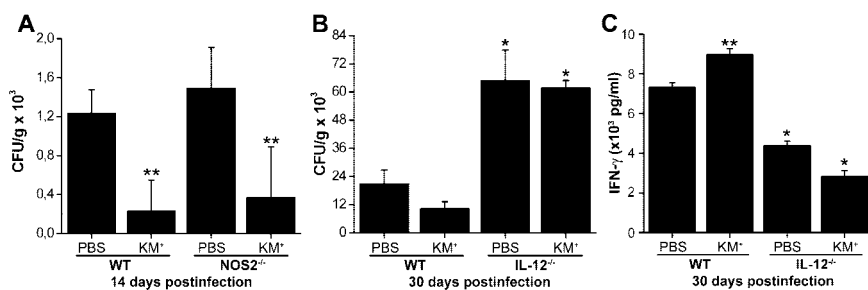 A
CFU/g x 10³
2,0
1,6
1,2
0,8
0,4
0,0
**
**
PBS KM⁺ PBS KM⁺
WT NOS2⁻/⁻
14 days postinfection
B
CFU/g x 10³
84
72
60
48
36
24
12
0
*
*
PBS KM⁺ PBS KM⁺
WT IL-12⁻/⁻
30 days postinfection
C
IFN-γ (x10³ pg/ml)
10
8
6
4
2
0
**
*
*
PBS KM⁺ PBS KM⁺
WT IL-12⁻/⁻
30 days postinfection